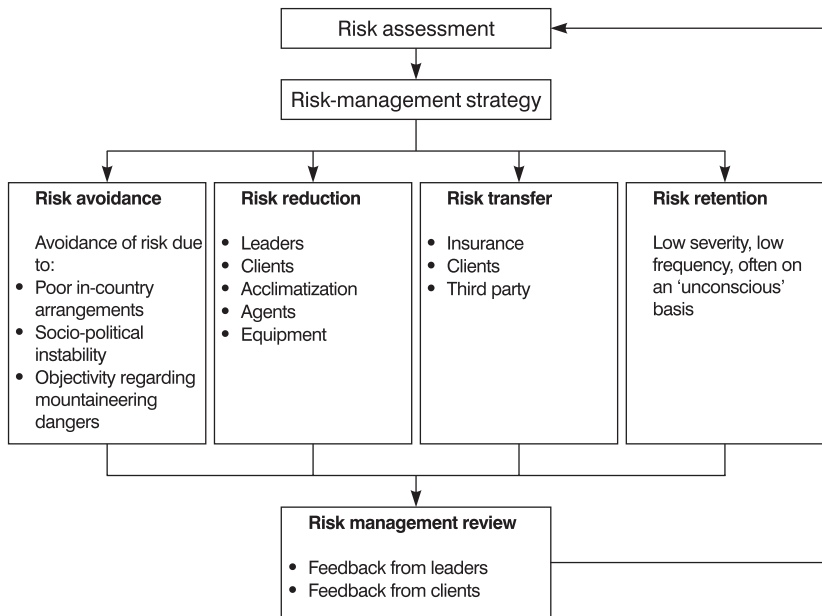 Risk assessment
Risk-management strategy
Risk avoidance
Avoidance of risk due
to:
• Poor in-country
arrangements
• Socio-political
instability
• Objectivity regarding
mountaineering
dangers
Risk reduction
• Leaders
• Clients
• Acclimatization
• Agents
• Equipment
Risk transfer
• Insurance
• Clients
• Third party
Risk retention
Low severity, low
frequency, often on
an ‘unconscious’
basis
Risk management review
• Feedback from leaders
• Feedback from clients